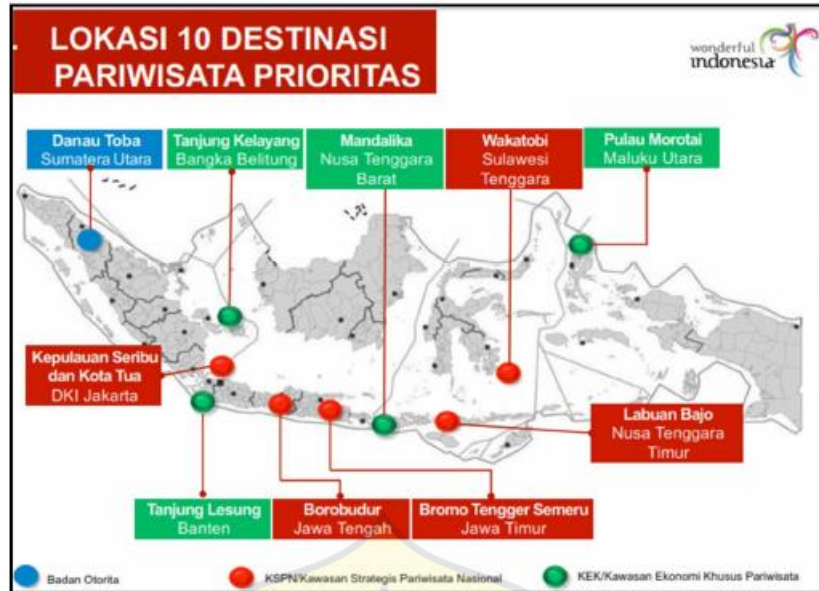 LOKASI 10 DESTINASI
PARIWISATA PRIORITAS
wonderful
indonesia
Danau Toba
Sumatera Utara
Tanjung Kelayang
Bangka Belitung
Mandalika
Nusa Tenggara
Barat
Wakatobi
Sulawesi
Tenggara
Pulau Morotai
Maluku Utara
Kepulauan Seribu
dan Kota Tua
DKI Jakarta
Labuan Bajo
Nusa Tenggara
Timur
Tanjung Lesung
Banten
Borobudur
Jawa Tengah
Bromo Tengger Semeru
Jawa Timur
Badan Otorita
KSPN/Kawasan Strategis Pariwisata Nasional
KEK/Kawasan Ekonomi Khusus Pariwisata